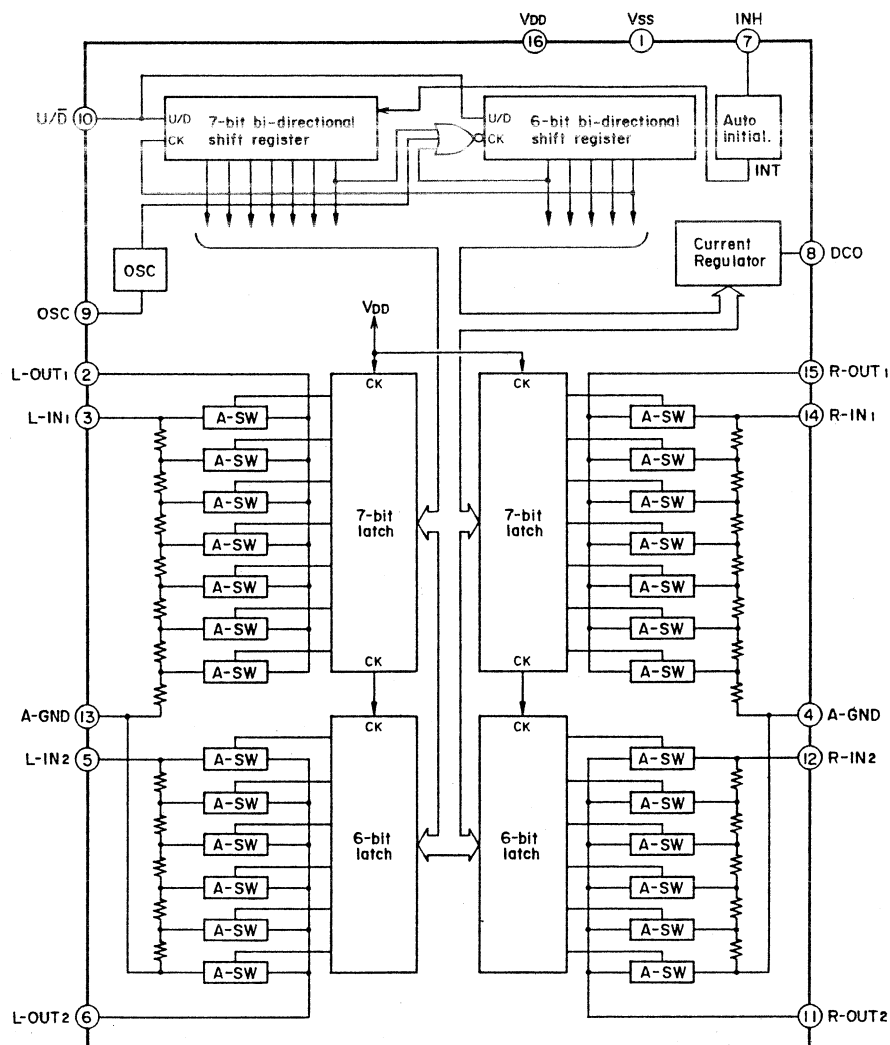 VDD VSS INH
16 1 7
U/D̅ 10
U/D 7-bit bi-directional
CK shift register
U/D 6-bit bi-directional
CK shift register
Auto
initial.
INT
OSC
Current
Regulator
8 DCO
OSC 9
VDD
L-OUT1 2
CK
CK
15 R-OUT1
L-IN1 3
A-SW
A-SW
14 R-IN1
A-SW
A-SW
A-SW
A-SW
7-bit
latch
7-bit
latch
A-SW
A-SW
A-SW
A-SW
A-SW
A-SW
A-SW
A-SW
CK
CK
A-GND 13
4 A-GND
CK
CK
L-IN2 5
A-SW
A-SW
12 R-IN2
A-SW
A-SW
A-SW
6-bit
latch
6-bit
latch
A-SW
A-SW
A-SW
A-SW
A-SW
A-SW
A-SW
L-OUT2 6
11 R-OUT2